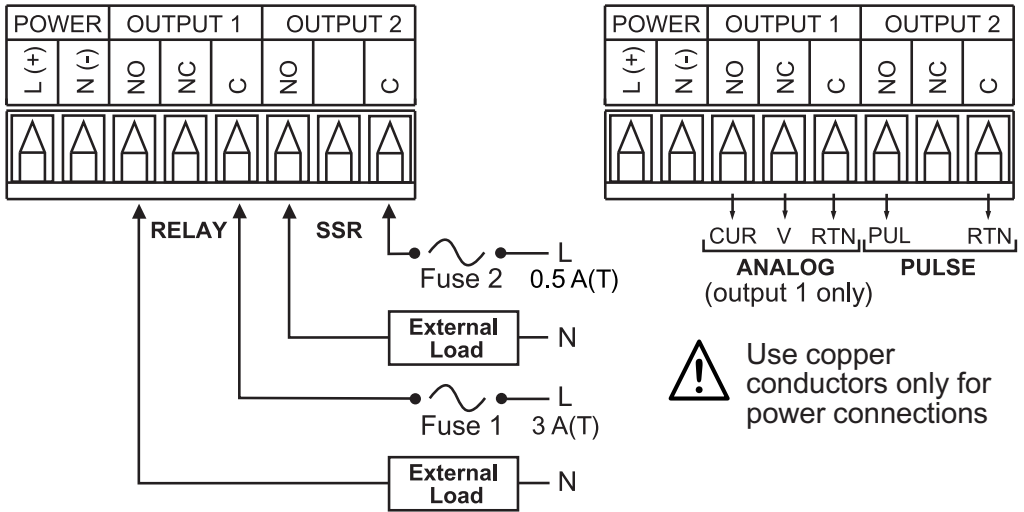 POWER OUTPUT 1 OUTPUT 2
L (+) N (-) NO NC C NO C
RELAY SSR
L
Fuse 2 0.5 A(T)
External
Load
N
L
Fuse 1 3 A(T)
External
Load
N
POWER OUTPUT 1 OUTPUT 2
L (+) N (-) NO NC C NO NC C
CUR V RTN PUL RTN
ANALOG PULSE
(output 1 only)
!
Use copper
conductors only for
power connections